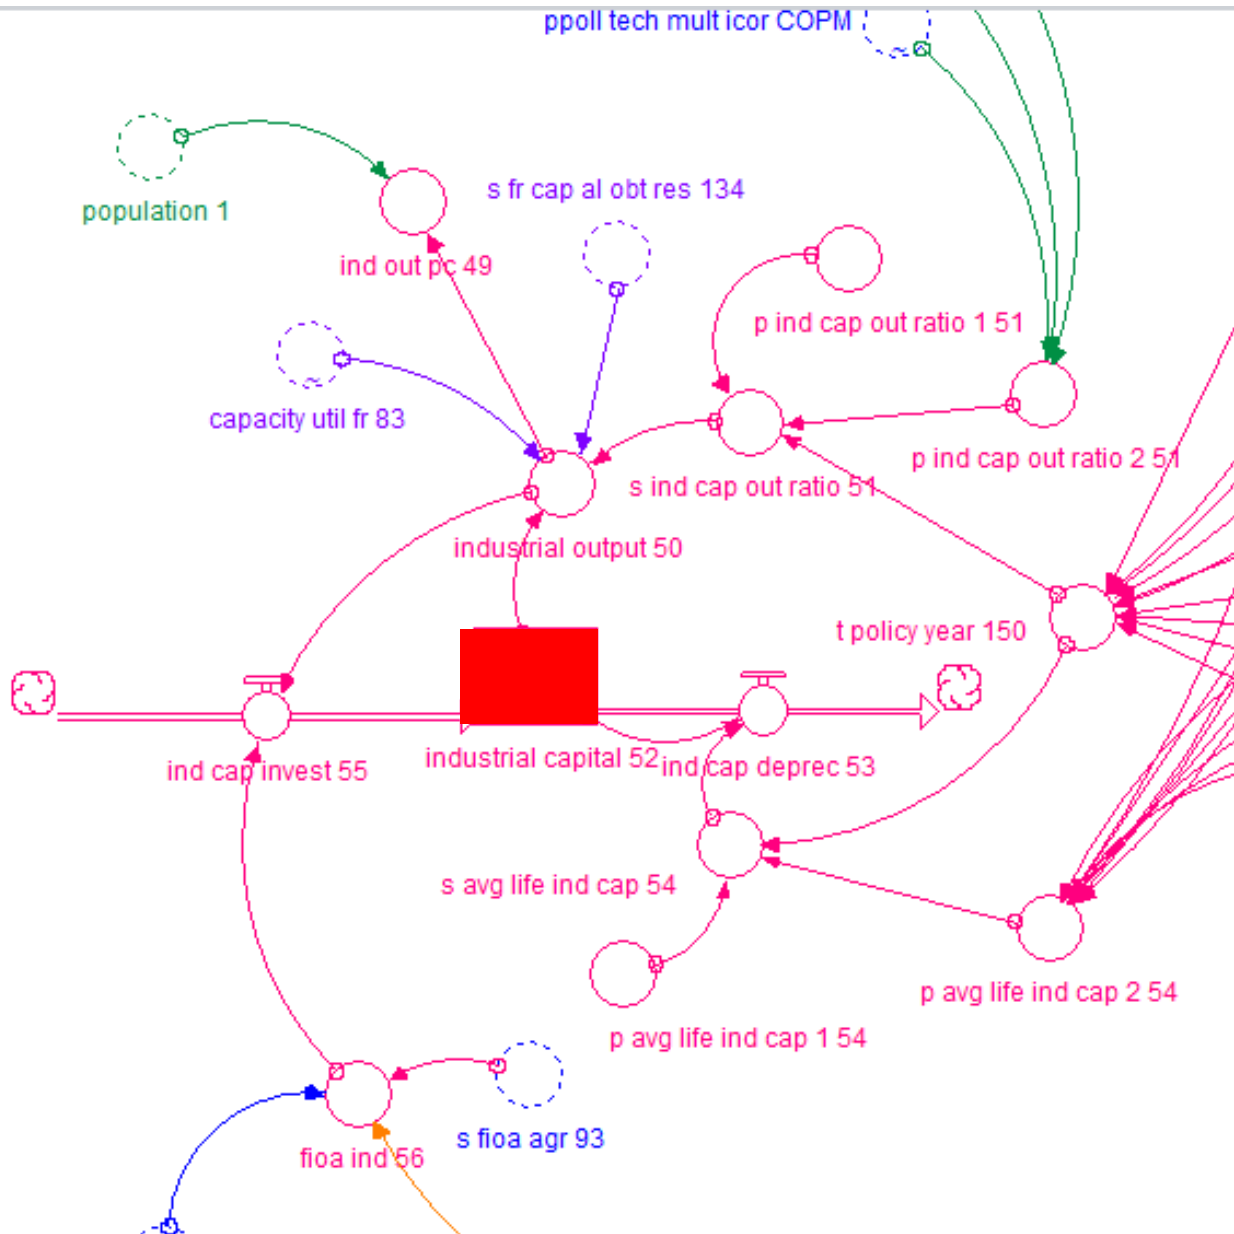 ppoll tech mult icor COPM
s fr cap al obt res 134
population 1
ind out pc 49
p ind cap out ratio 1 51
capacity util fr 83
p ind cap out ratio 2 51
s ind cap out ratio 51
industrial output 50
t policy year 150
industrial capital 52
ind cap deprec 53
ind cap invest 55
s avg life ind cap 54
p avg life ind cap 2 54
p avg life ind cap 1 54
s fioa agr 93
fioa ind 56